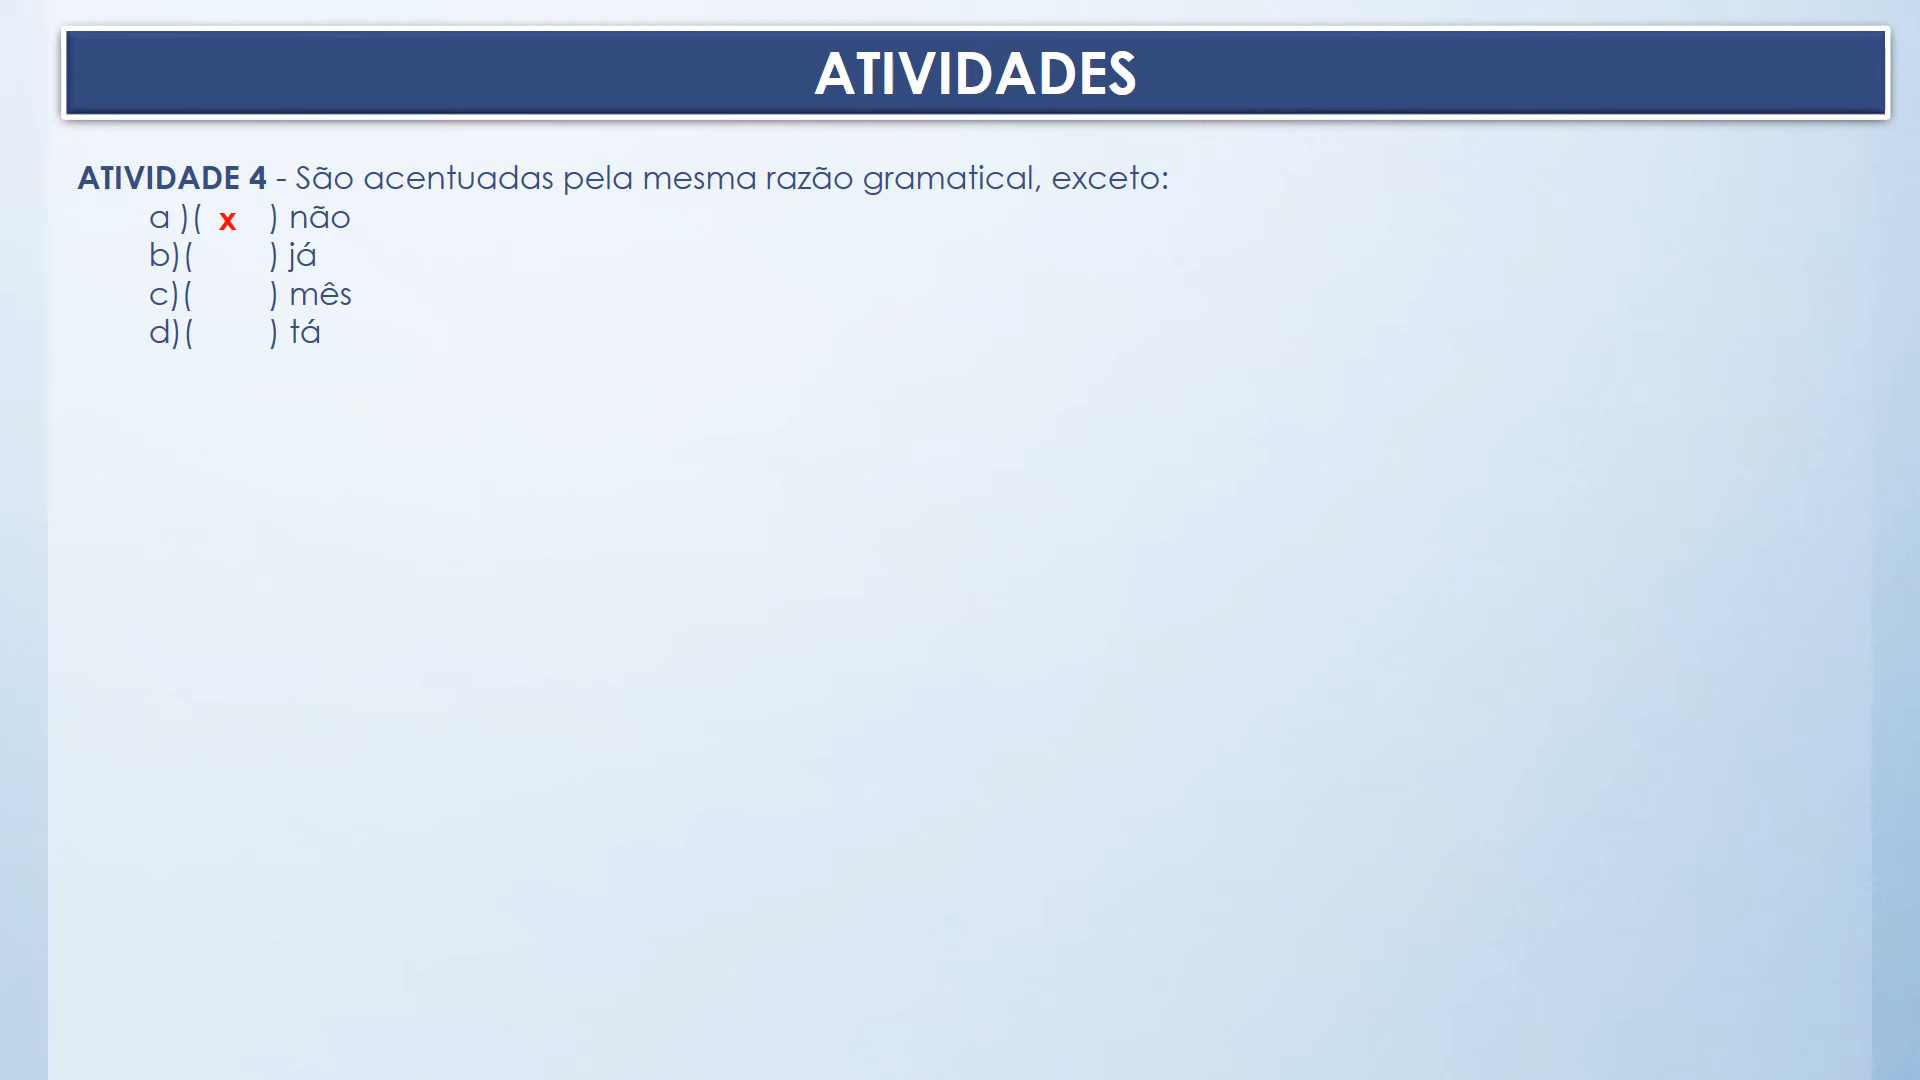 ATIVIDADES
ATIVIDADE 4 - São acentuadas pela mesma razão gramatical, exceto:
a )( x ) não
b)( ) já
c)( ) mês
d)( ) tá